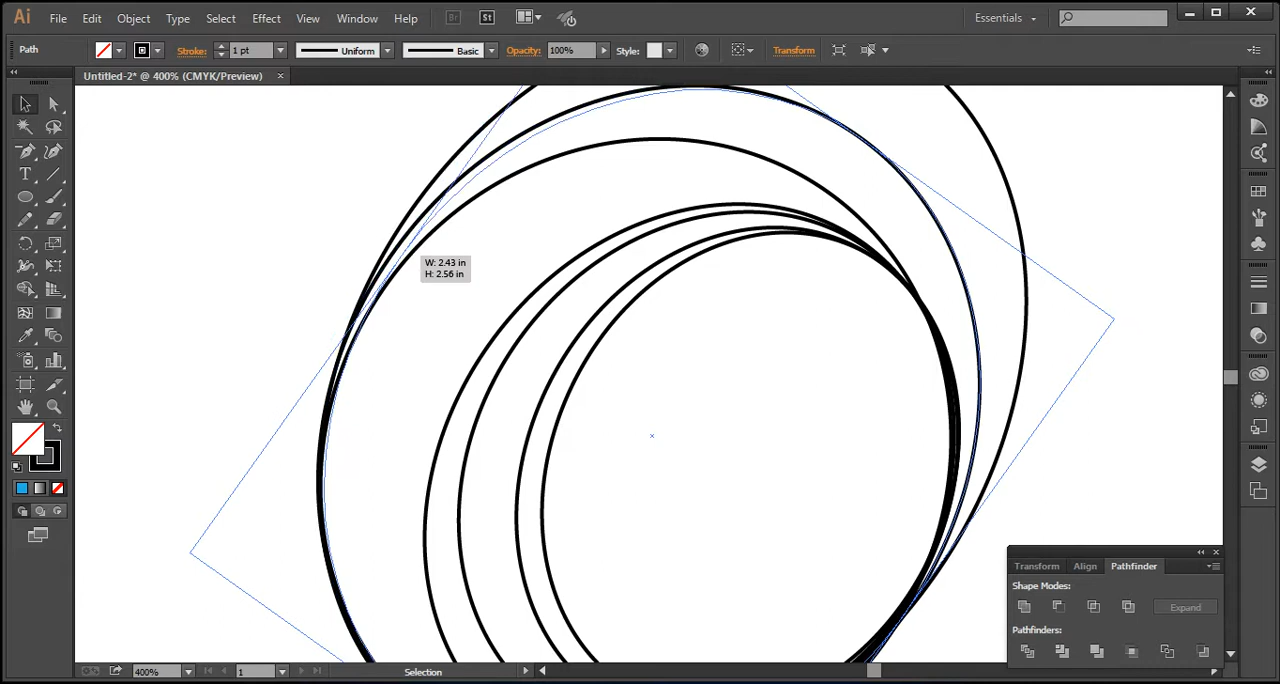 Ai File Edit Object Type Select Effect View Window Help Br St Essentials
Path Stroke: 1 pt Uniform Basic Opacity: 100% Style: Transform
Untitled-2* @ 400% (CMYK/Preview) ×
W: 2.43 in
H: 2.56 in
Transform Align Pathfinder
Shape Modes:
Expand
Pathfinders:
400% 1 Selection